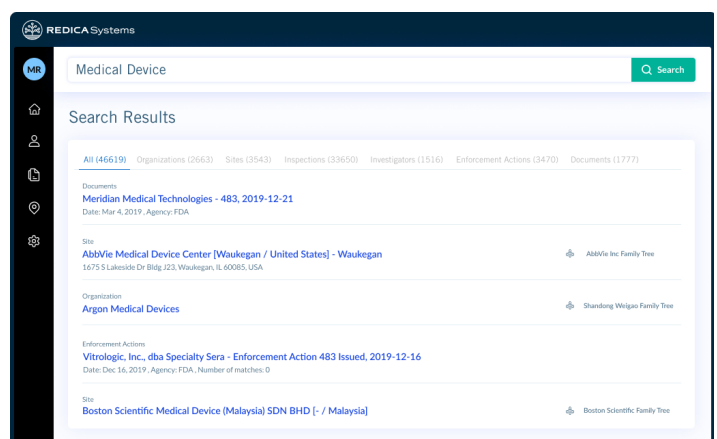 REDICA Systems
MR
Medical Device
Search
Search Results
All (46619) Organizations (2663) Sites (3543) Inspections (33650) Investigators (1516) Enforcement Actions (3470) Documents (1777)
Documents
Meridian Medical Technologies - 483, 2019-12-21
Date: Mar 4, 2019 , Agency: FDA
Site
AbbVie Medical Device Center [Waukegan / United States] - Waukegan
AbbVie Inc Family Tree
1675 S Lakeside Dr Bldg J23, Waukegan, IL 60085, USA
Organization
Argon Medical Devices
Shandong Weigao Family Tree
Enforcement Actions
Vitrologic, Inc., dba Specialty Sera - Enforcement Action 483 Issued, 2019-12-16
Date: Dec 16, 2019 , Agency: FDA , Number of matches: 0
Site
Boston Scientific Medical Device (Malaysia) SDN BHD [- / Malaysia]
Boston Scientific Family Tree